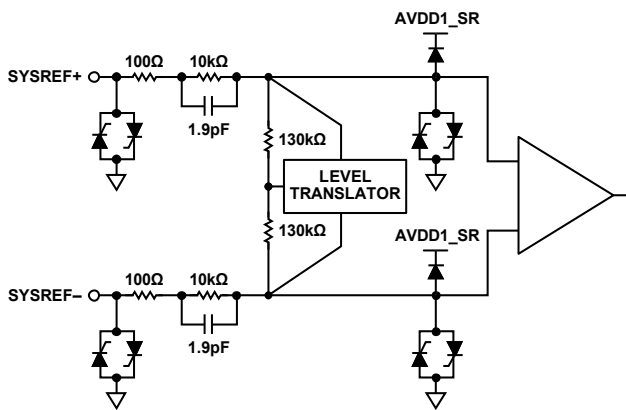 AVDD1_SR
100Ω
10kΩ
SYSREF+
1.9pF
130kΩ
LEVEL
TRANSLATOR
130kΩ
AVDD1_SR
100Ω
10kΩ
SYSREF–
1.9pF